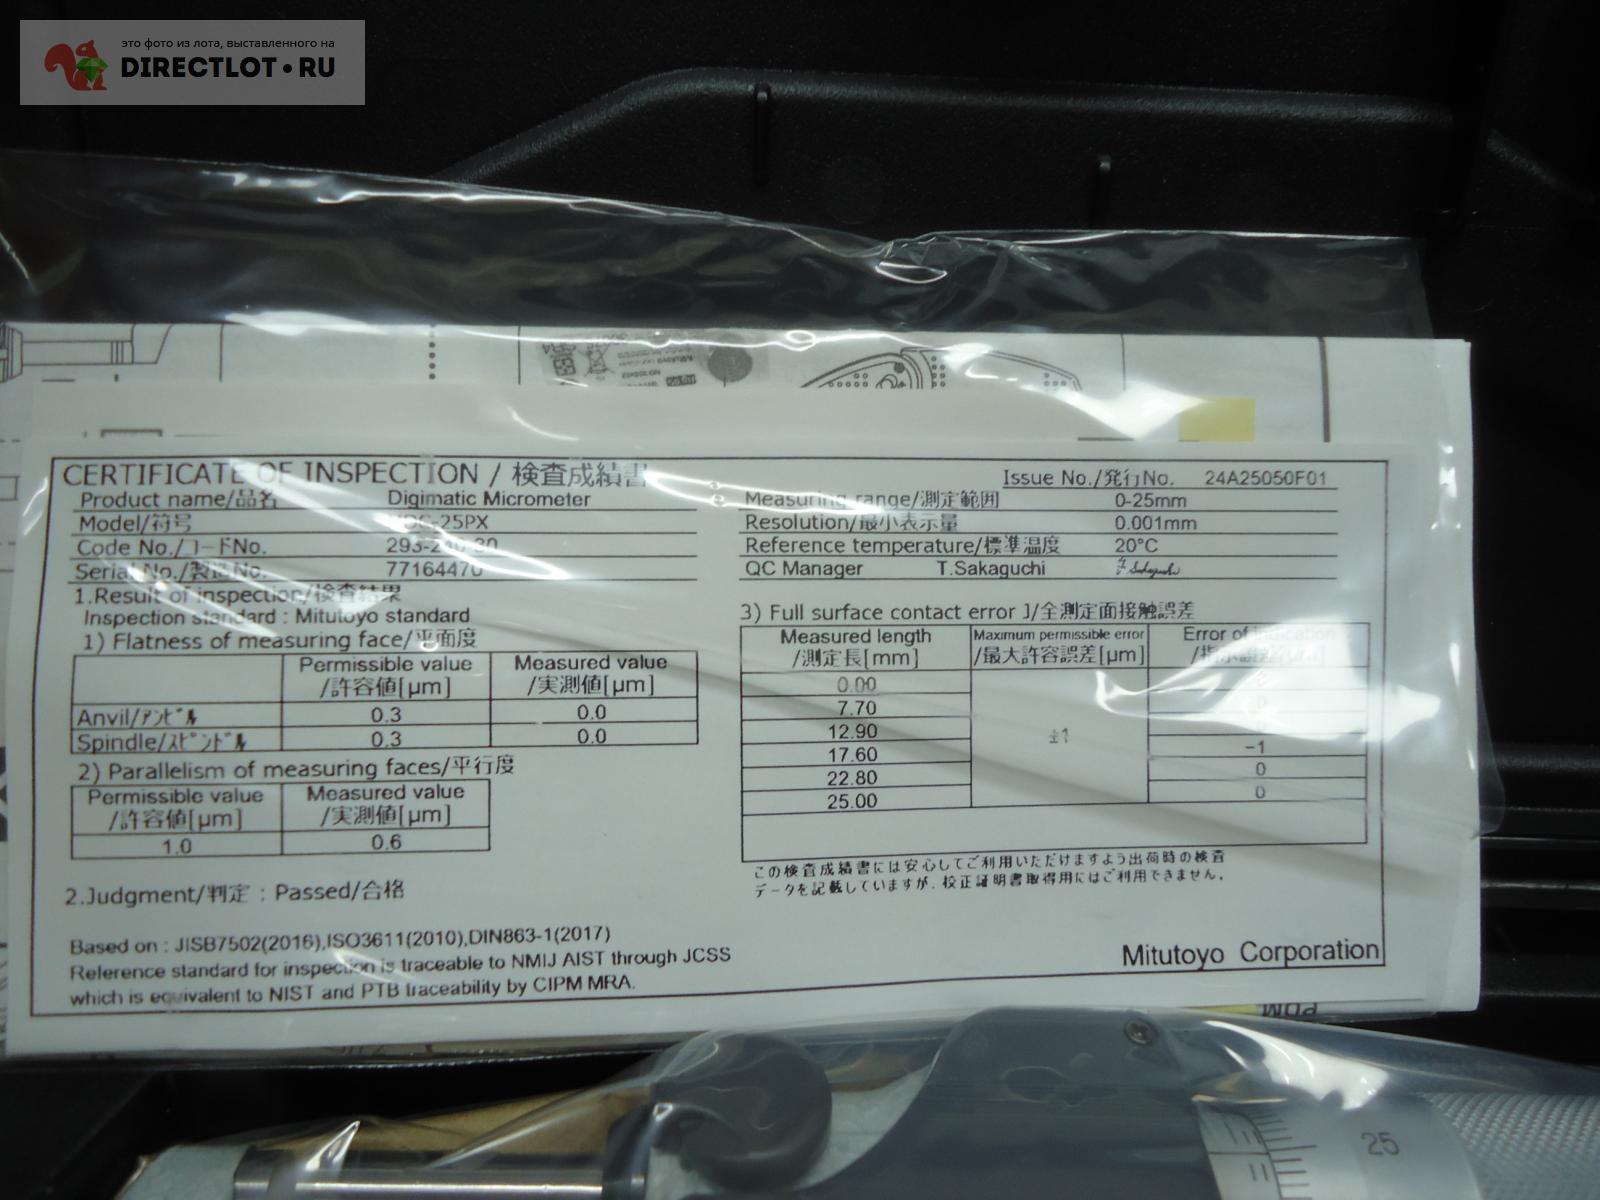 это фото из лота, выставленного на
DIRECTLOT•RU
CERTIFICATE OF INSPECTION / 検査成績書
Issue No./発行No. 24A25050F01
Product name/品名 Digimatic Micrometer
Model/符号 -25PX
Code No./コードNo.
Serial No./製造No. 77164470
Measuring range/測定範囲 0-25mm
Resolution/最小表示量 0.001mm
Reference temperature/標準温度 20°C
QC Manager T.Sakaguchi
1.Result of inspection/検査結果
Inspection standard : Mitutoyo standard
1) Flatness of measuring face/平面度
Permissible value /許容値[μm] Measured value /実測値[μm]
Anvil/ｱﾝﾋﾞﾙ 0.3 0.0
Spindle/ｽﾋﾟﾝﾄﾞﾙ 0.3 0.0
2) Parallelism of measuring faces/平行度
Permissible value /許容値[μm] Measured value /実測値[μm]
1.0 0.6
2.Judgment/判定 : Passed/合格
Based on : JISB7502(2016),ISO3611(2010),DIN863-1(2017)
Reference standard for inspection is traceable to NMIJ AIST through JCSS
which is equivalent to NIST and PTB traceability by CIPM MRA.
3) Full surface contact error J/全測定面接触誤差
Measured length /測定長[mm] Maximum permissible error /最大許容誤差[μm] Error of indication /指示誤差[μm]
0.00
7.70
12.90
17.60 -1
22.80 0
25.00 0
±1
この検査成績書には安心してご利用いただけますよう出荷時の検査
データを記載していますが、校正証明書取得用にはご利用できません。
Mitutoyo Corporation
PDM
25